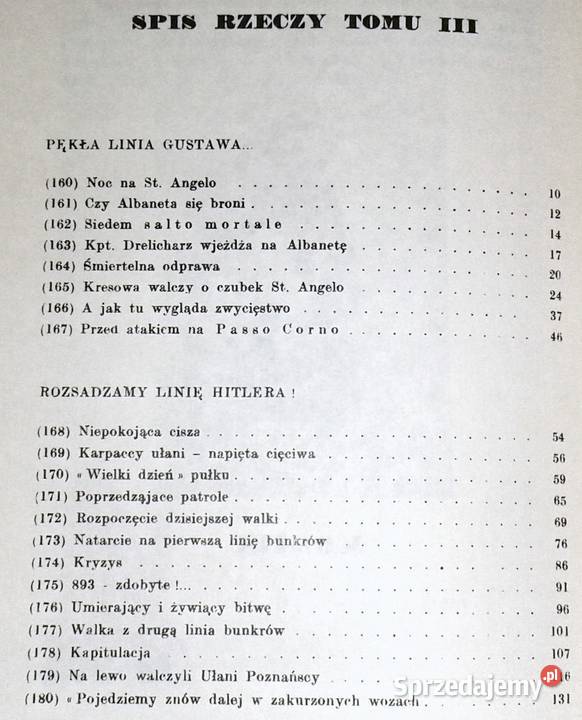 SPIS RZECZY TOMU III
PĘKŁA LINIA GUSTAWA...
(160) Noc na St. Angelo . . . . . . . . . . . . . . . 10
(161) Czy Albaneta się broni . . . . . . . . . . . . . . 12
(162) Siedem salto mortale . . . . . . . . . . . . . 14
(163) Kpt. Drelicharz wjeżdża na Albanetę . . . . . . . . . 17
(164) Śmiertelna odprawa . . . . . . . . . . . . . . 20
(165) Kresowa walczy o czubek St. Angelo . . . . . . . . . 24
(166) A jak tu wygląda zwycięstwo . . . . . . . . . . . 37
(167) Przed atakiem na Passo Corno . . . . . . . . . 46
ROZSADZAMY LINIĘ HITLERA !
(168) Niepokojąca cisza . . . . . . . . . . . . . . . . 54
(169) Karpaccy ułani – napięta cięciwa . . . . . . . . . . 56
(170) « Wielki dzień » pułku . . . . . . . . . . . . . . 59
(171) Poprzedzające patrole . . . . . . . . . . . . . . 65
(172) Rozpoczęcie dzisiejszej walki . . . . . . . . . . . . 69
(173) Natarcie na pierwszą linię bunkrów . . . . . . . . . 76
(174) Kryzys . . . . . . . . . . . . . . . . . . . 86
(175) 893 - zdobyte !... . . . . . . . . . . . . . . . . 91
(176) Umierający i żywiący bitwę . . . . . . . . . . . . 96
(177) Walka z drugą linia bunkrów . . . . . . . . . . . 101
(178) Kapitulacja . . . . . . . . . . . . . . . . . 107
(179) Na lewo walczyli Ułani Poznańscy . . . . . . . . .
(180) « Pojedziemy znów dalej w zakurzonych wozach . . . . 131
Sprzedajemy.pl